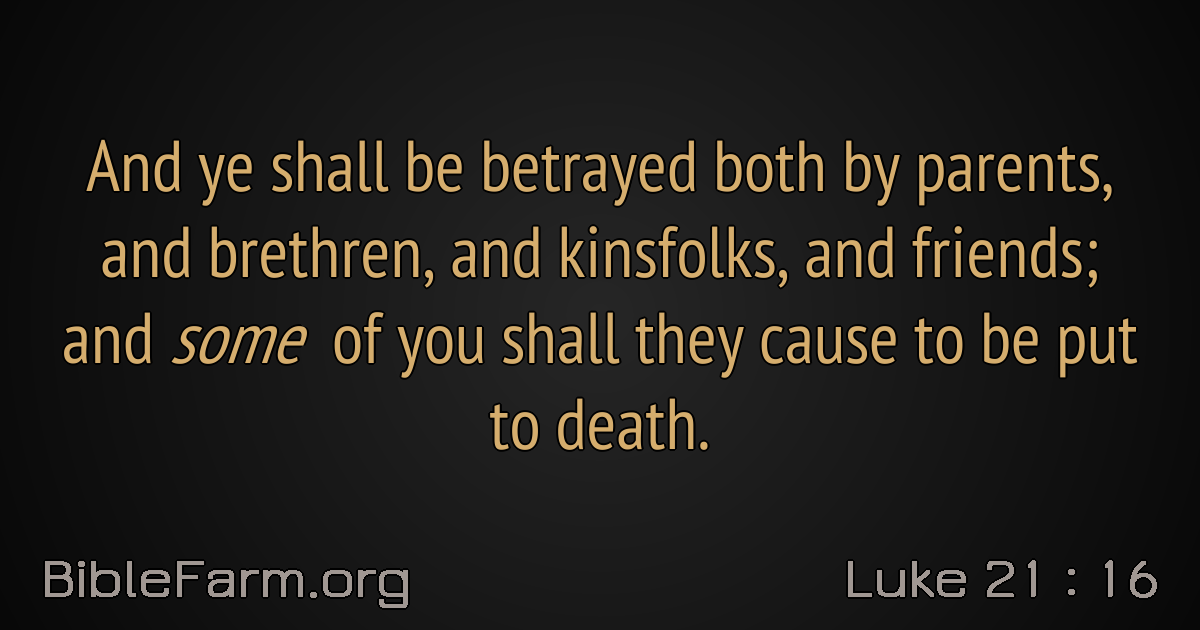 And ye shall be betrayed both by parents,
and brethren, and kinsfolks, and friends;
and some of you shall they cause to be put
to death.
BibleFarm.org
Luke 21 : 16